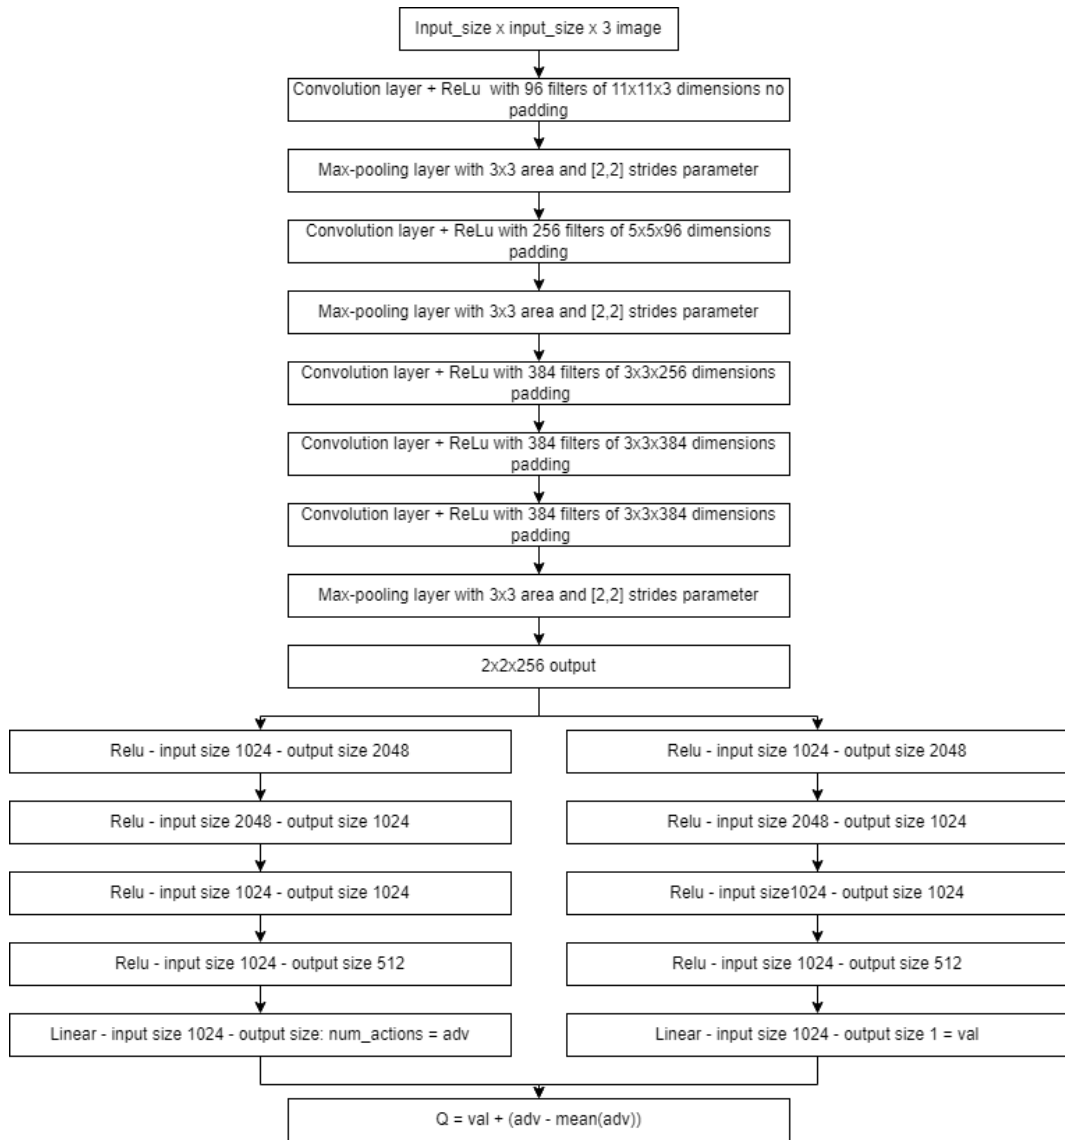 Input_size x input_size x 3 image
Convolution layer + ReLu with 96 filters of 11x11x3 dimensions no
padding
Max-pooling layer with 3x3 area and [2,2] strides parameter
Convolution layer + ReLu with 256 filters of 5x5x96 dimensions
padding
Max-pooling layer with 3x3 area and [2,2] strides parameter
Convolution layer + ReLu with 384 filters of 3x3x256 dimensions
padding
Convolution layer + ReLu with 384 filters of 3x3x384 dimensions
padding
Convolution layer + ReLu with 384 filters of 3x3x384 dimensions
padding
Max-pooling layer with 3x3 area and [2,2] strides parameter
2x2x256 output
Relu - input size 1024 - output size 2048
Relu - input size 1024 - output size 2048
Relu - input size 2048 - output size 1024
Relu - input size 2048 - output size 1024
Relu - input size 1024 - output size 1024
Relu - input size1024 - output size 1024
Relu - input size 1024 - output size 512
Relu - input size 1024 - output size 512
Linear - input size 1024 - output size: num_actions = adv
Linear - input size 1024 - output size 1 = val
Q = val + (adv - mean(adv))